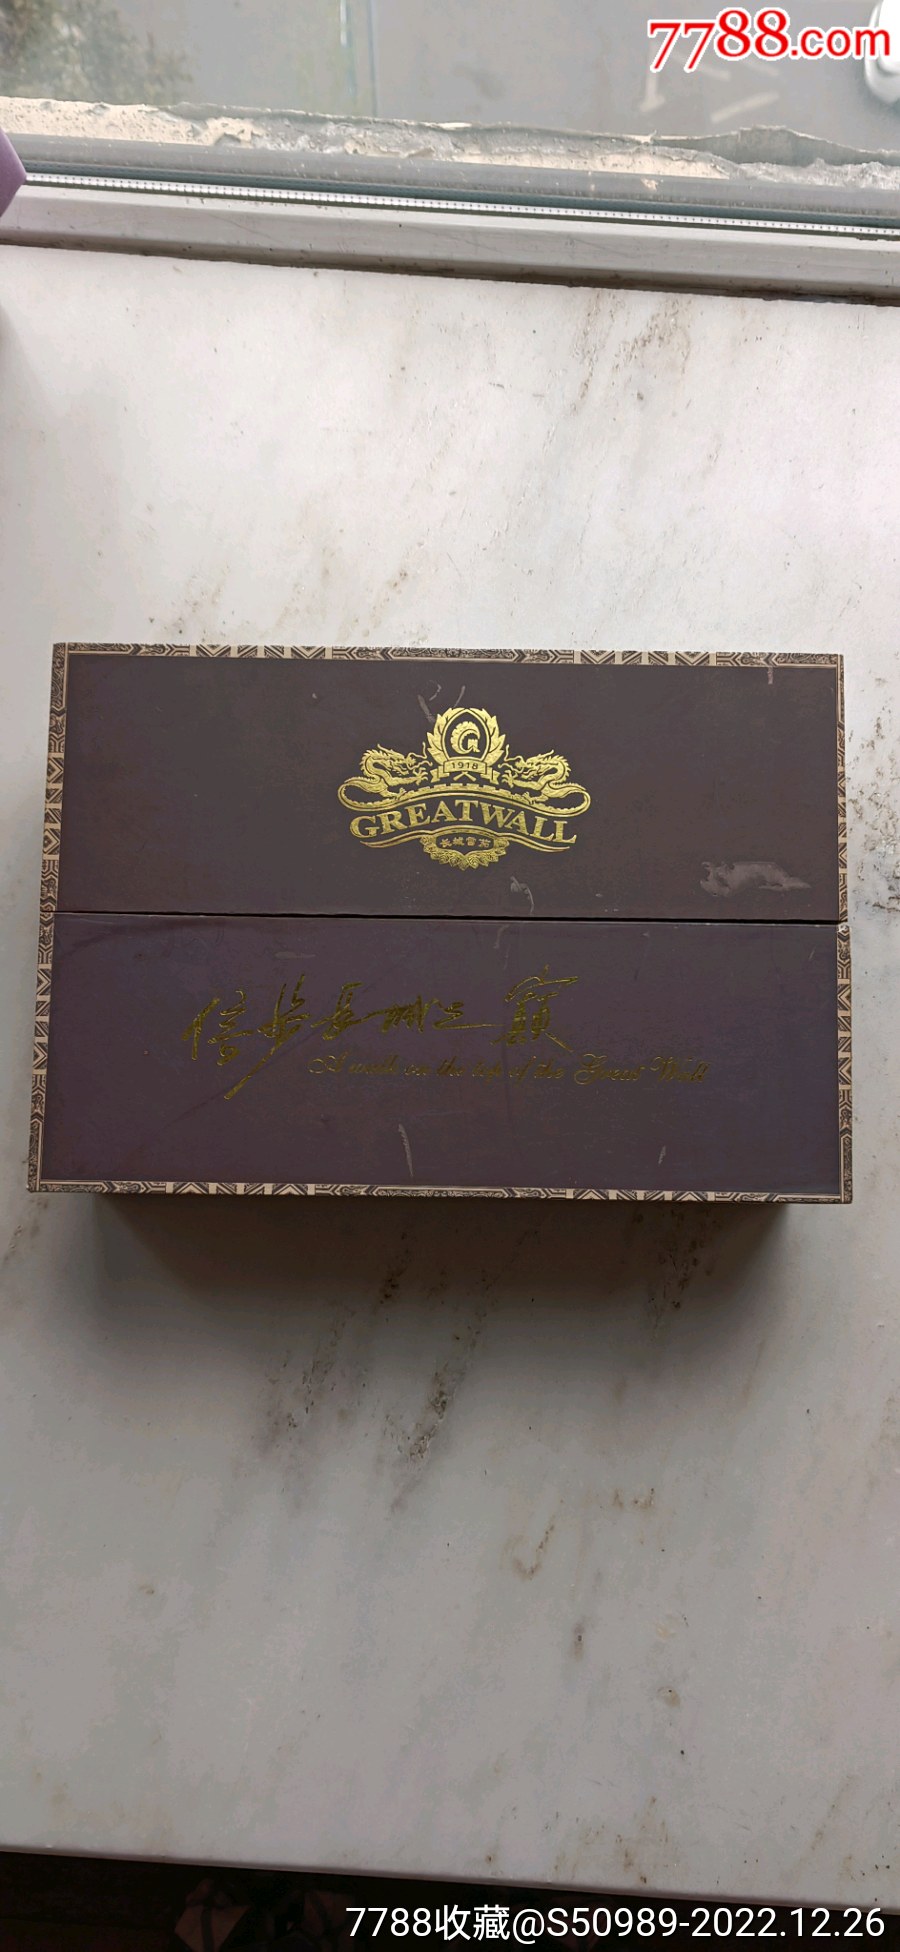 7788.com
G
1918
GREATWALL
长城雪茄
信步長城之巔
A walk on the top of the Great Wall
7788收藏@S50989-2022.12.26